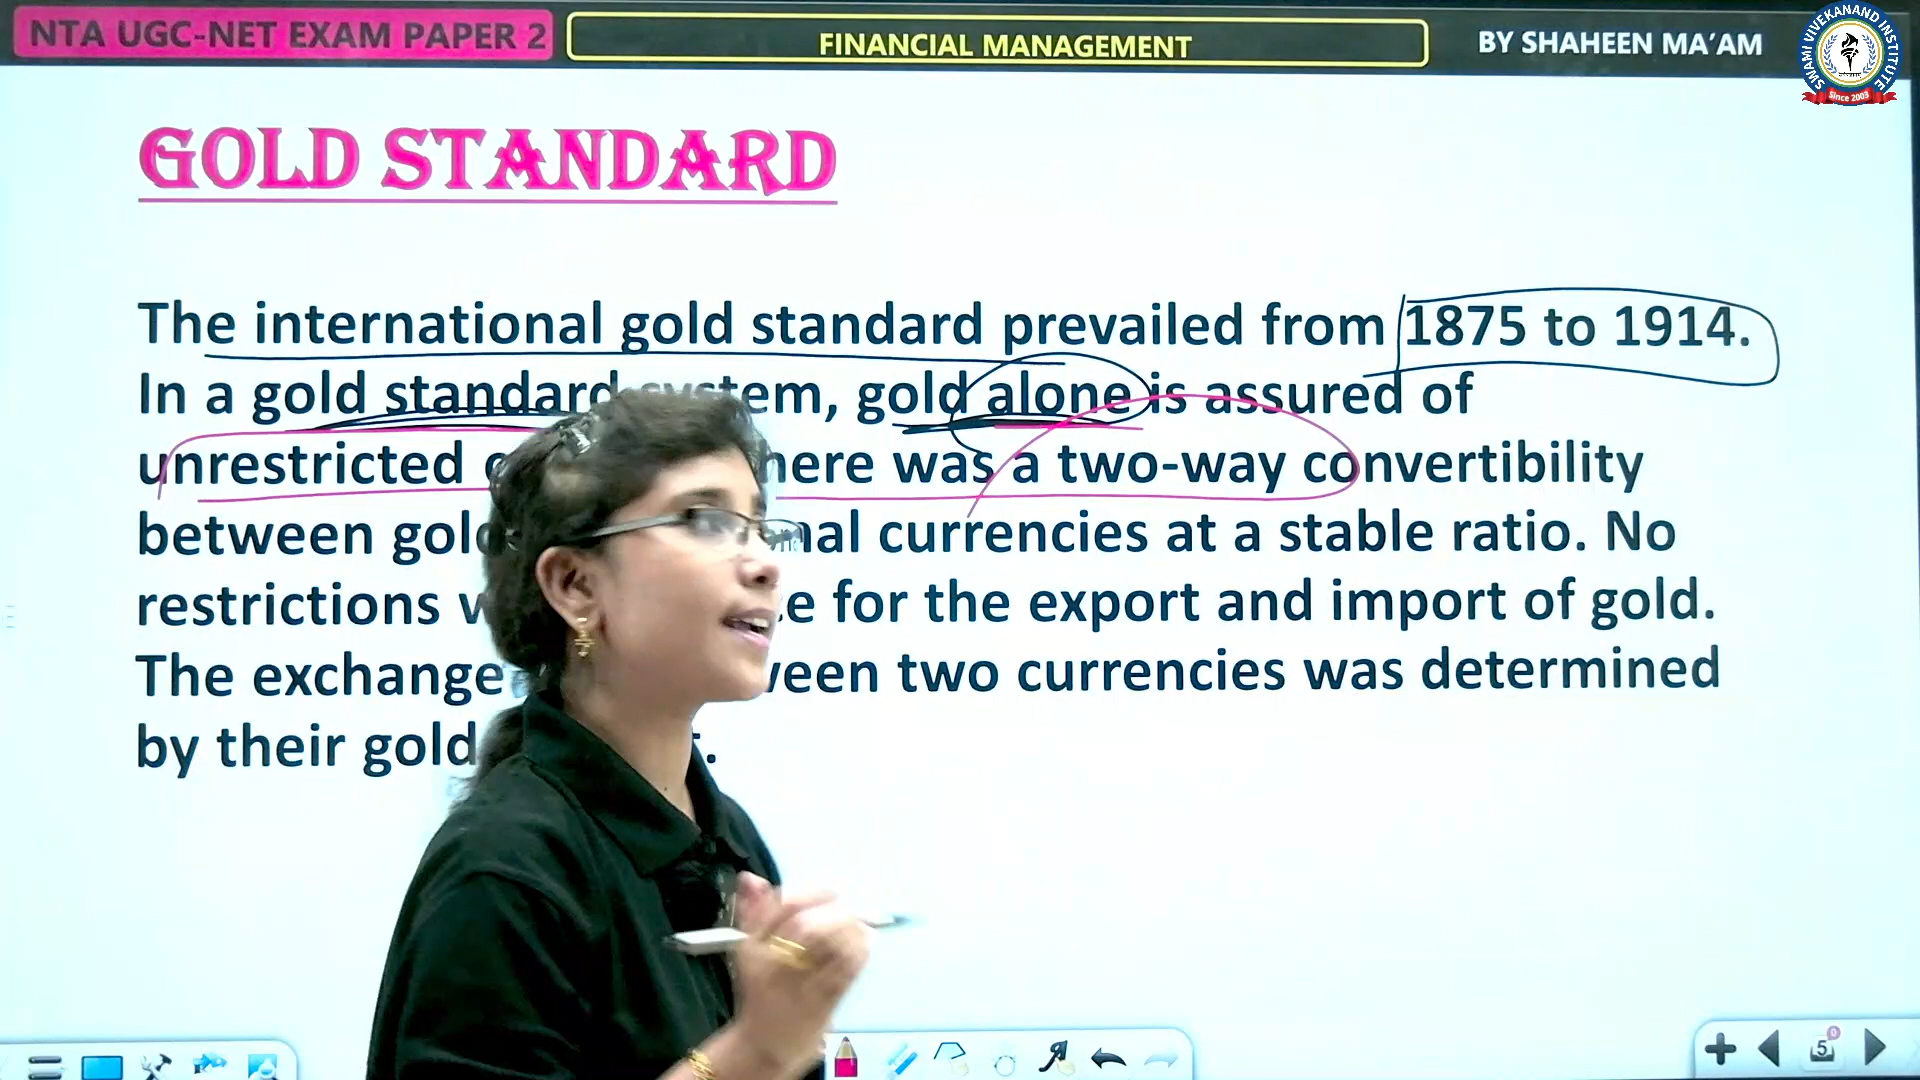 NTA UGC-NET EXAM PAPER 2
FINANCIAL MANAGEMENT
BY SHAHEEN MA'AM
SWAMI VIVEKANAND INSTITUTE
Since 2003
GOLD STANDARD
The international gold standard prevailed from 1875 to 1914.
In a gold standard system, gold alone is assured of
unrestricted here was a two-way convertibility
between currencies at a stable ratio. No
restrictions for the export and import of gold.
The exchange two currencies was determined
by their gold
5
0